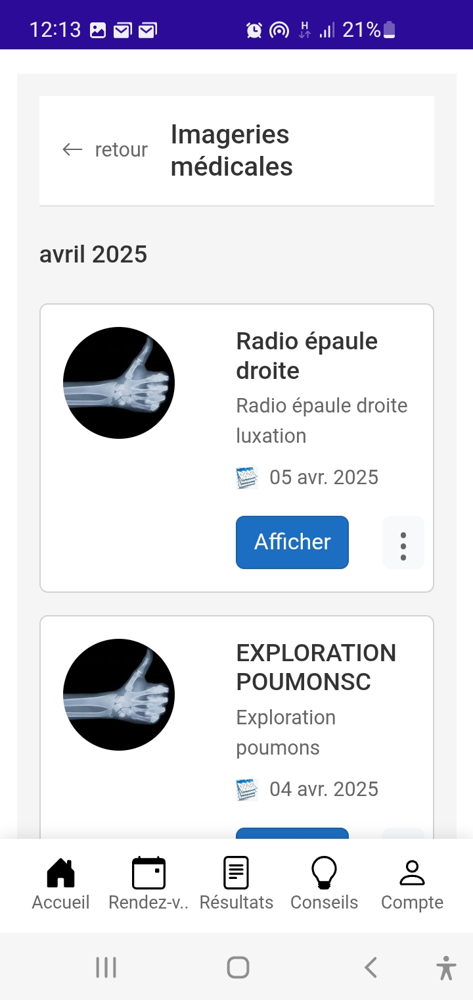 12:13 H 21%
retour
Imageries
médicales
avril 2025
Radio épaule
droite
Radio épaule droite
luxation
05 avr. 2025
Afficher
EXPLORATION
POUMONSC
Exploration
poumons
04 avr. 2025
Accueil Rendez-v.. Résultats Conseils Compte